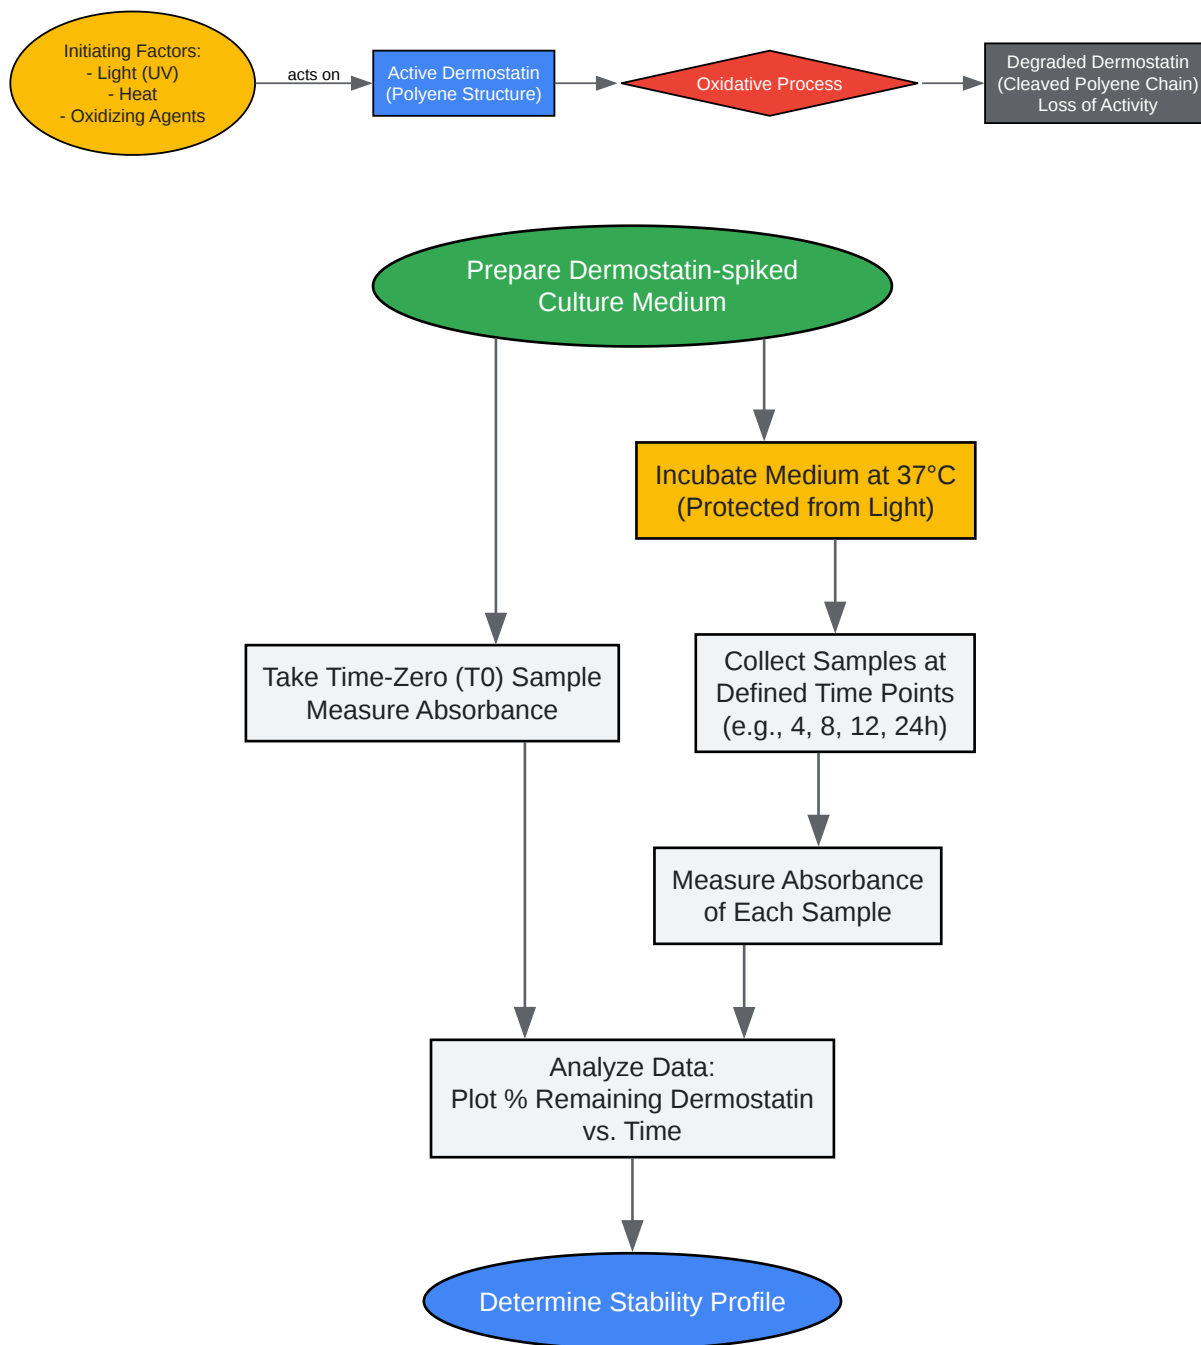 Initiating Factors:
- Light (UV)
- Heat
- Oxidizing Agents
acts on
Active Dermostatin
(Polyene Structure)
Oxidative Process
Degraded Dermostatin
(Cleaved Polyene Chain)
Loss of Activity
Prepare Dermostatin-spiked
Culture Medium
Incubate Medium at 37°C
(Protected from Light)
Take Time-Zero (T0) Sample
Measure Absorbance
Collect Samples at
Defined Time Points
(e.g., 4, 8, 12, 24h)
Measure Absorbance
of Each Sample
Analyze Data:
Plot % Remaining Dermostatin
vs. Time
Determine Stability Profile